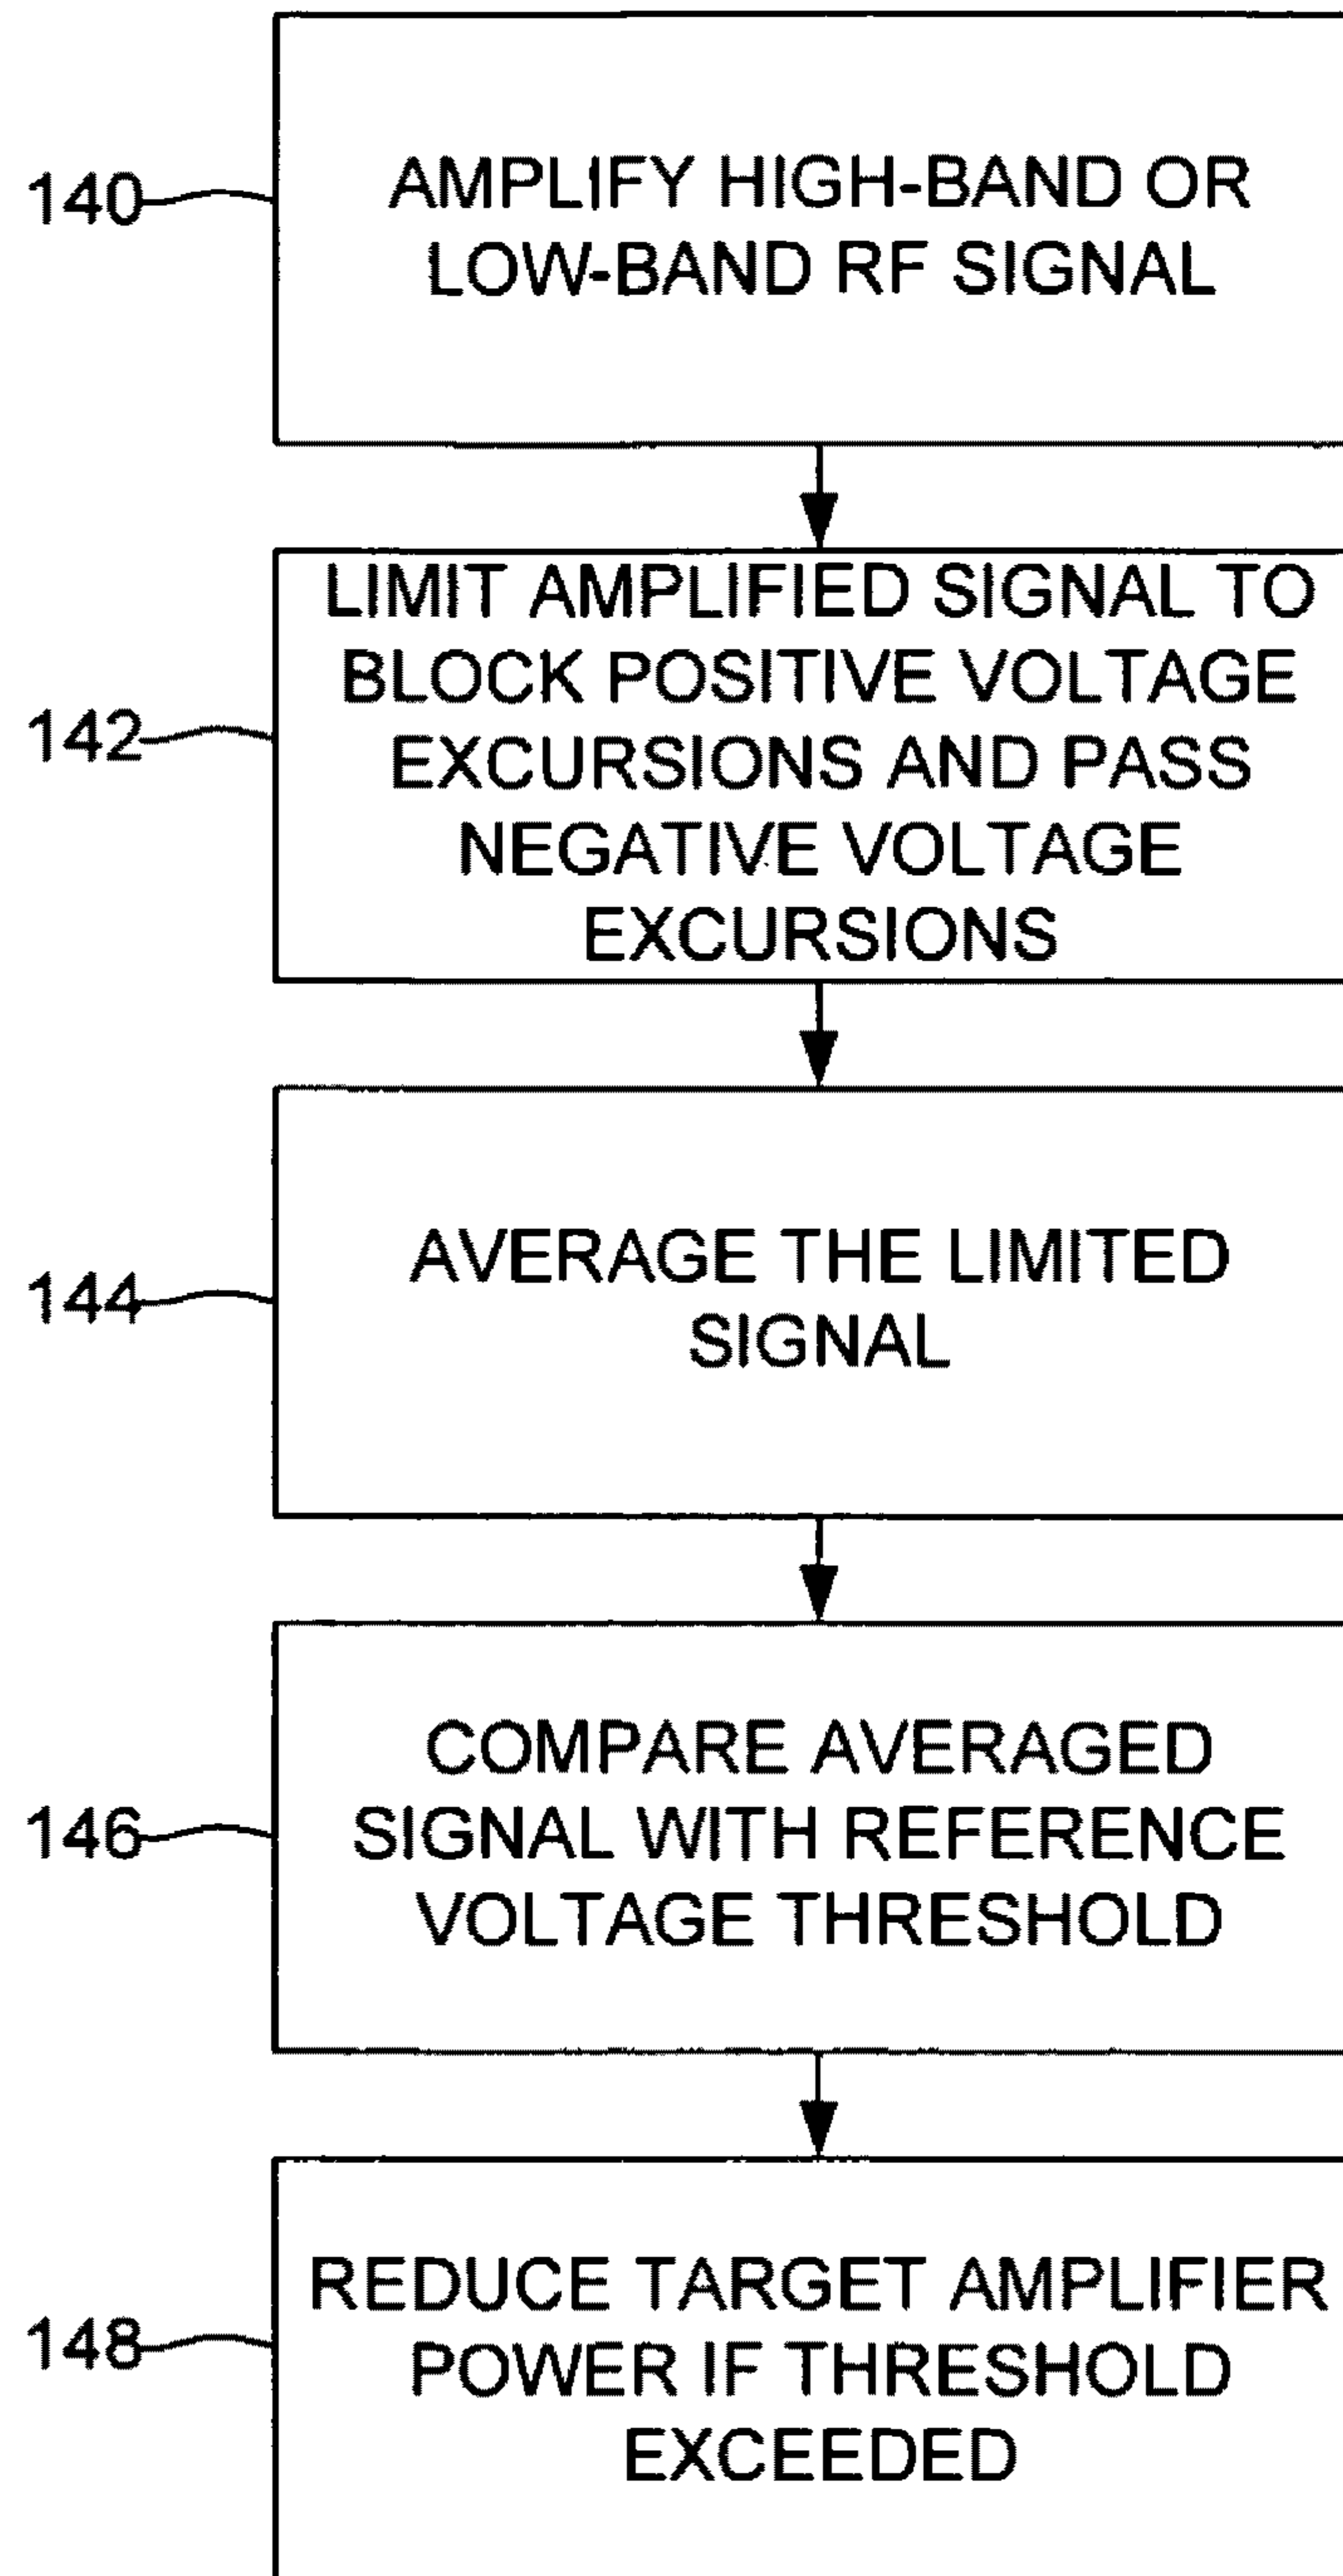 140
AMPLIFY HIGH-BAND OR
LOW-BAND RF SIGNAL
142
LIMIT AMPLIFIED SIGNAL TO
BLOCK POSITIVE VOLTAGE
EXCURSIONS AND PASS
NEGATIVE VOLTAGE
EXCURSIONS
144
AVERAGE THE LIMITED
SIGNAL
146
COMPARE AVERAGED
SIGNAL WITH REFERENCE
VOLTAGE THRESHOLD
148
REDUCE TARGET AMPLIFIER
POWER IF THRESHOLD
EXCEEDED